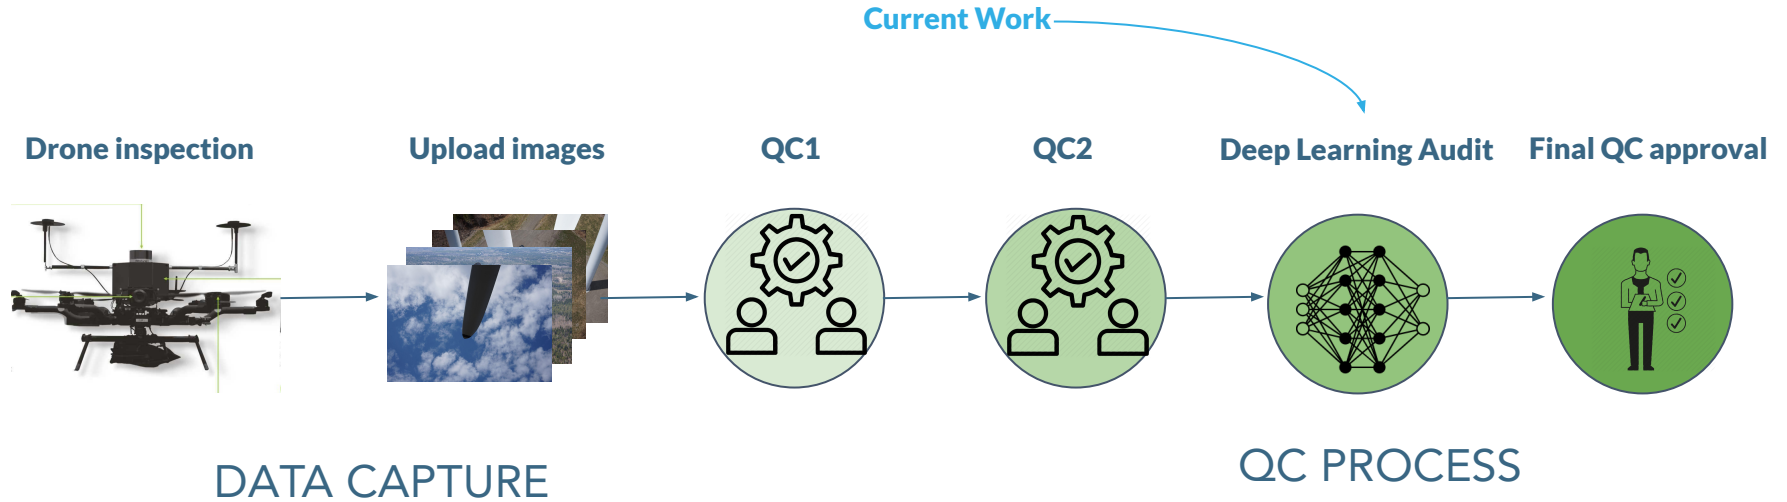 Current Work
Drone inspection
Upload images
QC1
QC2
Deep Learning Audit
Final QC approval
DATA CAPTURE
QC PROCESS